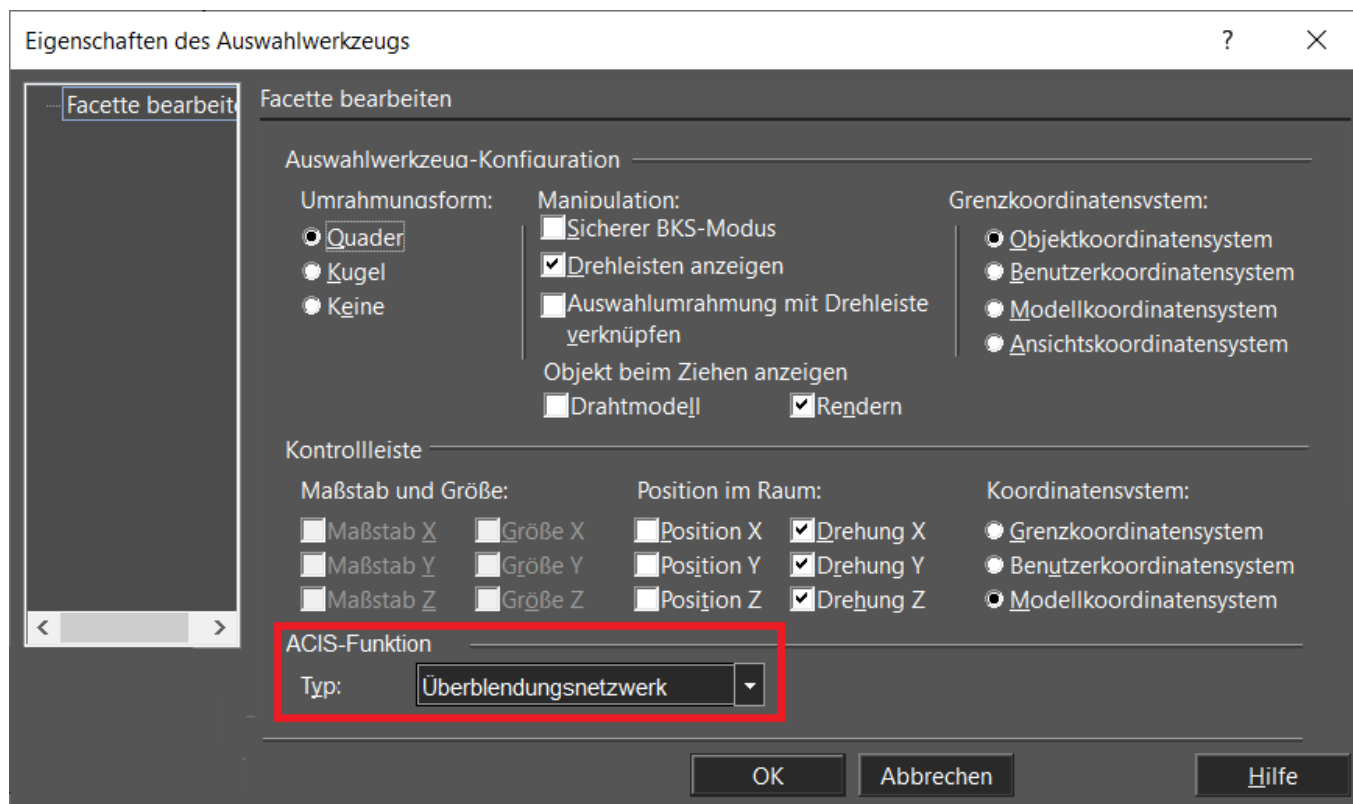 Eigenschaften des Auswahlwerkzeugs ?
Facette bearbeite
Facette bearbeiten
Auswahlwerkzeug-Konfiguration
Umrahmungsform: Manipulation: Grenzkoordinatensystem:
Quader Sicherer BKS-Modus Objektkoordinatensystem
Kugel Drehleisten anzeigen Benutzerkoordinatensystem
Keine Auswahlumrahmung mit Drehleiste Modellkoordinatensystem
verknüpfen Ansichtskoordinatensystem
Objekt beim Ziehen anzeigen
Drahtmodell Rendern
Kontrollleiste
Maßstab und Größe: Position im Raum: Koordinatensystem:
Maßstab X Größe X Position X Drehung X Grenzkoordinatensystem
Maßstab Y Größe Y Position Y Drehung Y Benutzerkoordinatensystem
Maßstab Z Größe Z Position Z Drehung Z Modellkoordinatensystem
ACIS-Funktion
Typ: Überblendungsnetzwerk
OK Abbrechen Hilfe